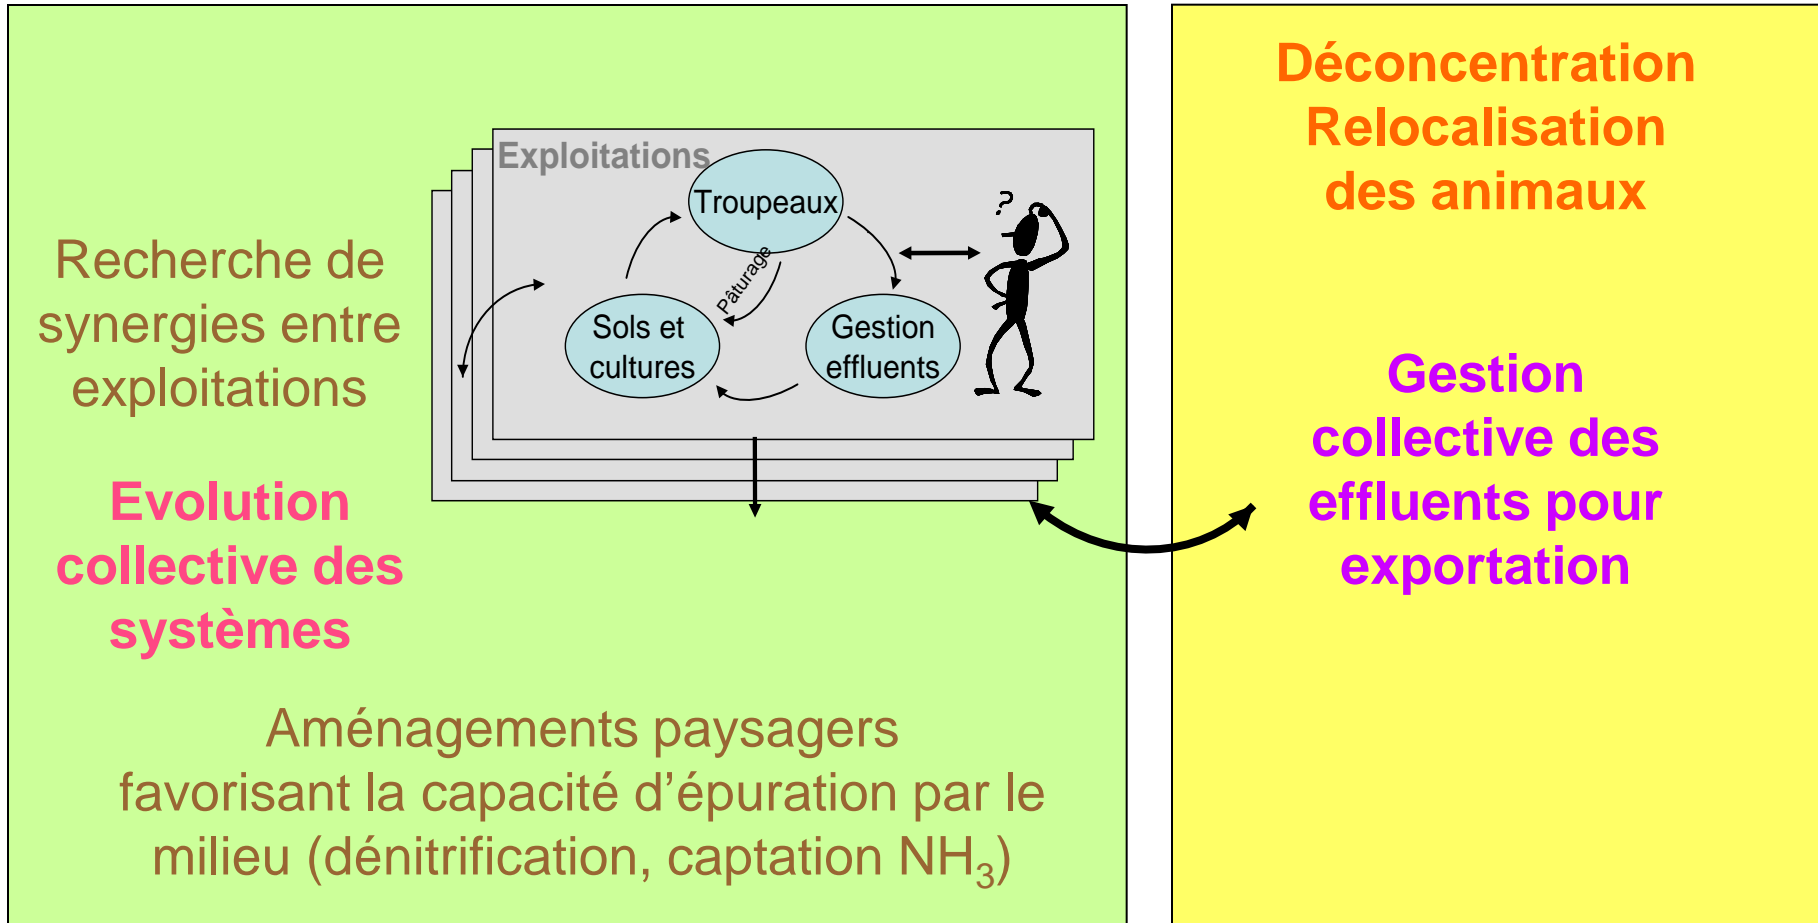 Recherche de
synergies entre
exploitations
Evolution
collective des
systèmes
Exploitations
Troupeaux
?
Pâturage
Sols et
cultures
Gestion
effluents
Aménagements paysagers
favorisant la capacité d’épuration par le
milieu (dénitrification, captation NH₃)
Déconcentration
Relocalisation
des animaux
Gestion
collective des
effluents pour
exportation